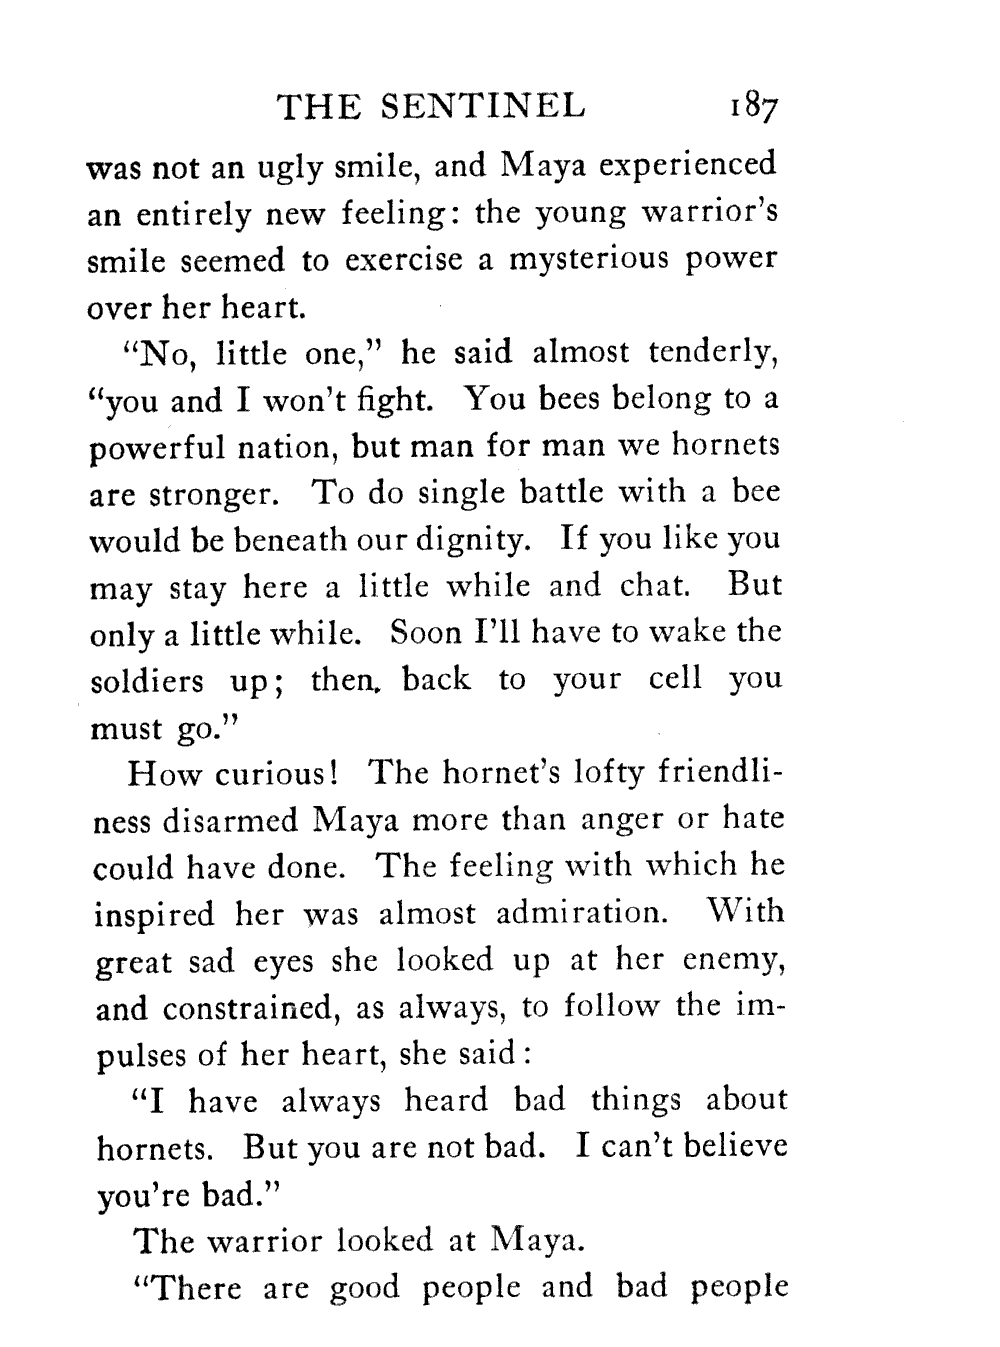 THE SENTINEL 187
was not an ugly smile, and Maya experienced
an entirely new feeling: the young warrior's
smile seemed to exercise a mysterious power
over her heart.
“No, little one,” he said almost tenderly,
“you and I won't fight. You bees belong to a
powerful nation, but man for man we hornets
are stronger. To do single battle with a bee
would be beneath our dignity. If you like you
may stay here a little while and chat. But
only a little while. Soon I'll have to wake the
soldiers up; then. back to your cell you
must go.”
How curious! The hornet's lofty friendli-
ness disarmed Maya more than anger or hate
could have done. The feeling with which he
inspired her was almost admiration. With
great sad eyes she looked up at her enemy,
and constrained, as always, to follow the im-
pulses of her heart, she said:
“I have always heard bad things about
hornets. But you are not bad. I can't believe
you're bad.”
The warrior looked at Maya.
“There are good people and bad people